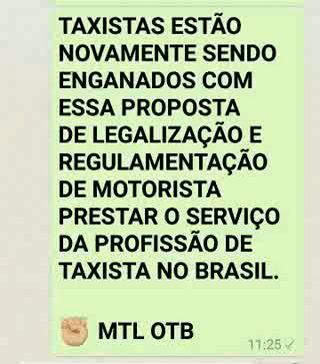 TAXISTAS ESTÃO
NOVAMENTE SENDO
ENGANADOS COM
ESSA PROPOSTA
DE LEGALIZAÇÃO E
REGULAMENTAÇÃO
DE MOTORISTA
PRESTAR O SERVIÇO
DA PROFISSÃO DE
TAXISTA NO BRASIL.
✊🏼 MTL OTB
11:25 ✓